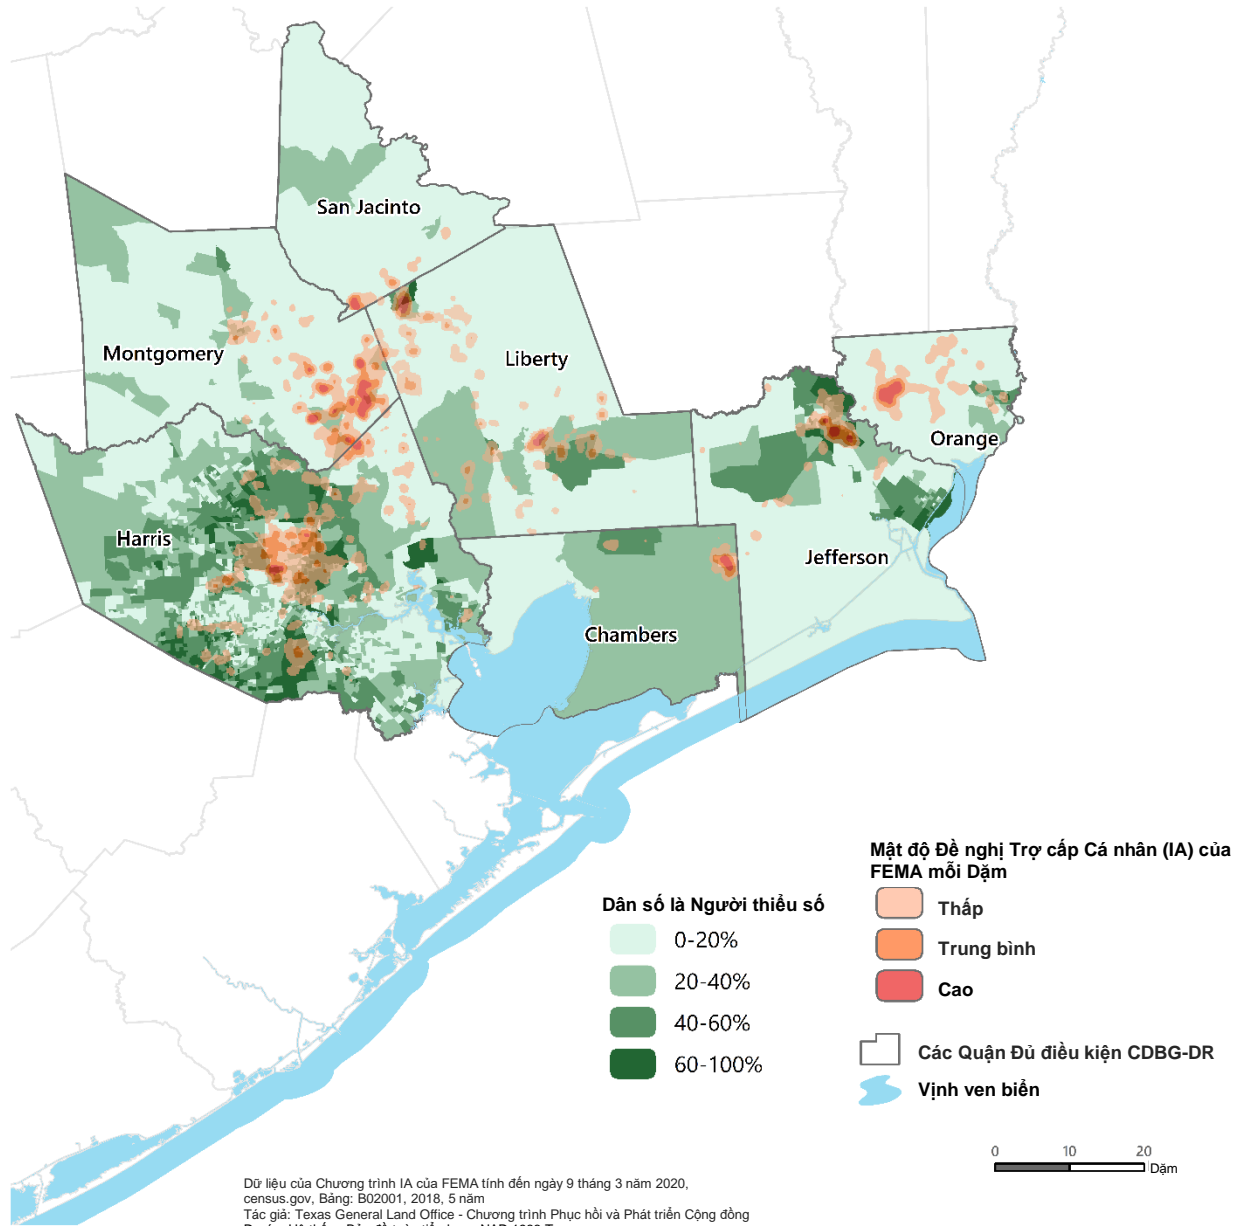 San Jacinto
Montgomery
Liberty
Orange
Harris
Jefferson
Chambers
Mật độ Đề nghị Trợ cấp Cá nhân (IA) của
FEMA mỗi Dặm
Thấp
Trung bình
Cao
Dân số là Người thiểu số
0-20%
20-40%
40-60%
60-100%
Các Quận Đủ điều kiện CDBG-DR
Vịnh ven biển
0 10 20
Dặm
Dữ liệu của Chương trình IA của FEMA tính đến ngày 9 tháng 3 năm 2020,
census.gov, Bảng: B02001, 2018, 5 năm
Tác giả: Texas General Land Office - Chương trình Phục hồi và Phát triển Cộng đồng